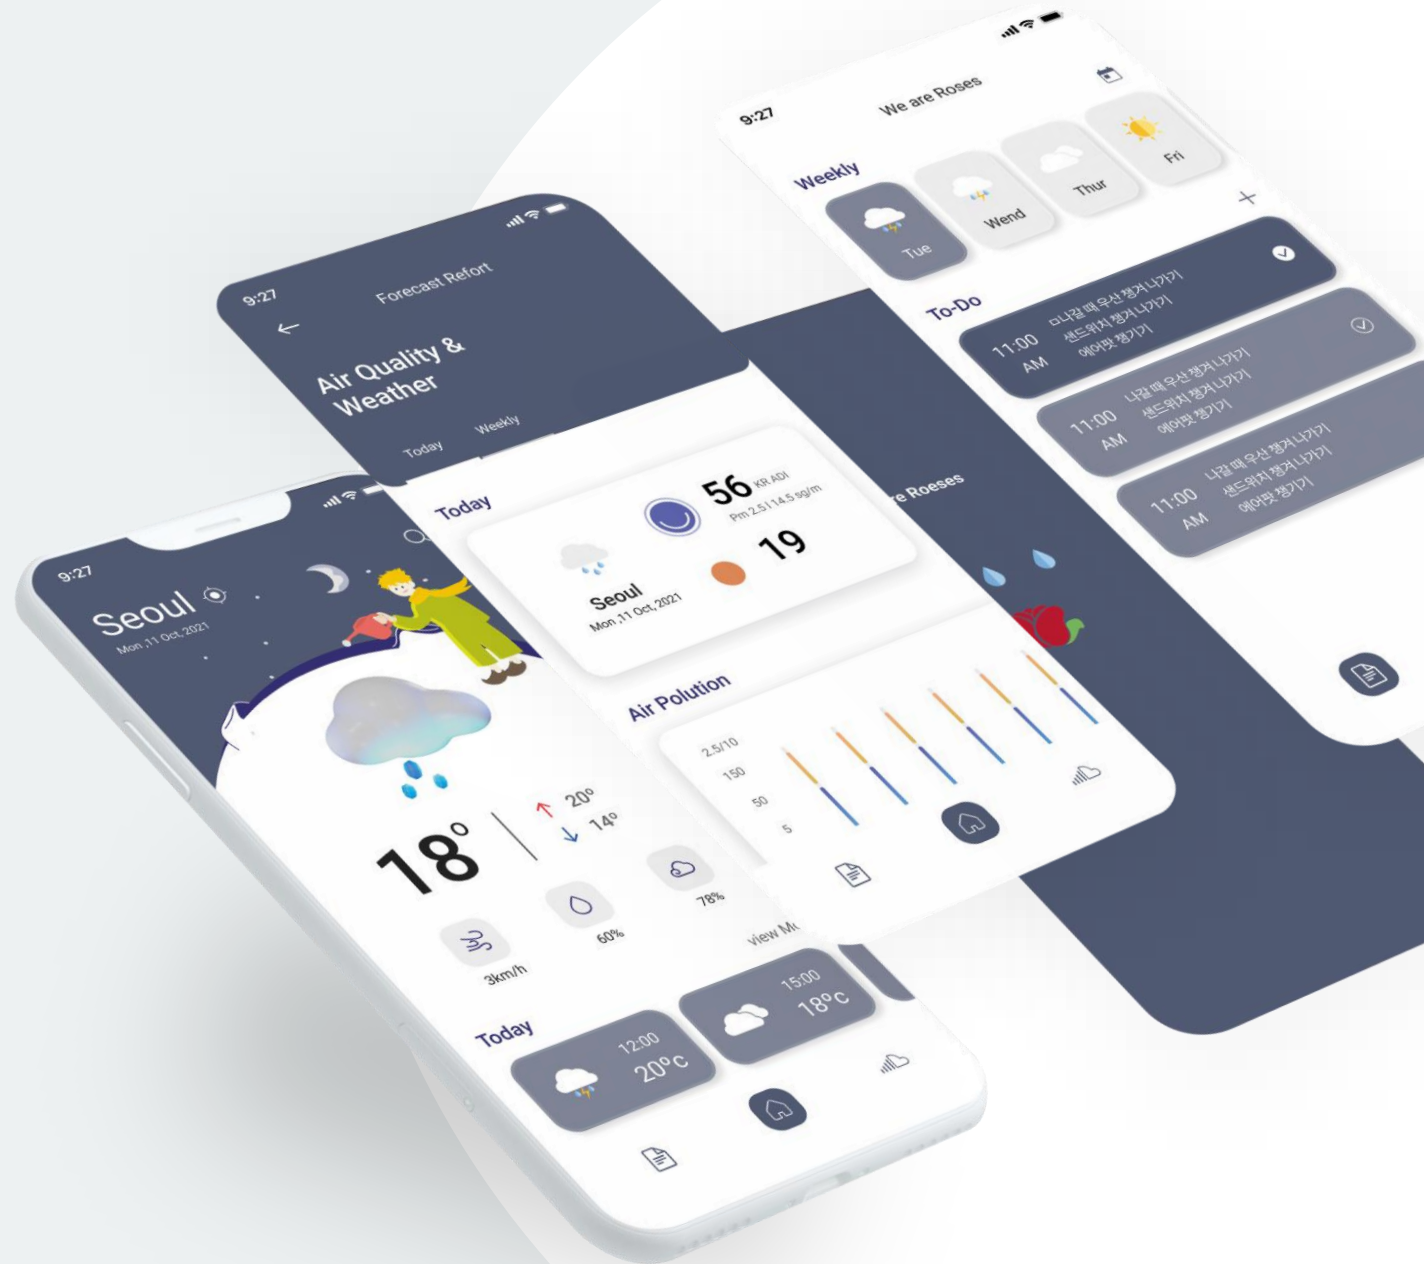 9:27
Seoul
Mon ,11 Oct, 2021
18°
20°
14°
3km/h
60%
78%
view Mo
Today
12:00
20°c
15:00
18°c
9:27
Forecast Refort
Air Quality &
Weather
Today
Weekly
Today
56 KR.ADI
Pm 2.5 l 14.5 sg/m
19
Seoul
Mon ,11 Oct, 2021
Air Polution
2.5/10
150
50
5
re Roeses
9:27
We are Roses
Weekly
Tue
Wend
Thur
Fri
To-Do
11:00
AM
ㅁ나갈 때 우산 챙겨 나가기
샌드위치 챙겨 나가기
에어팟 챙기기
11:00
AM
나갈 때 우산 챙겨 나가기
샌드위치 챙겨 나가기
에어팟 챙기기
11:00
AM
나갈 때 우산 챙겨 나가기
샌드위치 챙겨 나가기
에어팟 챙기기